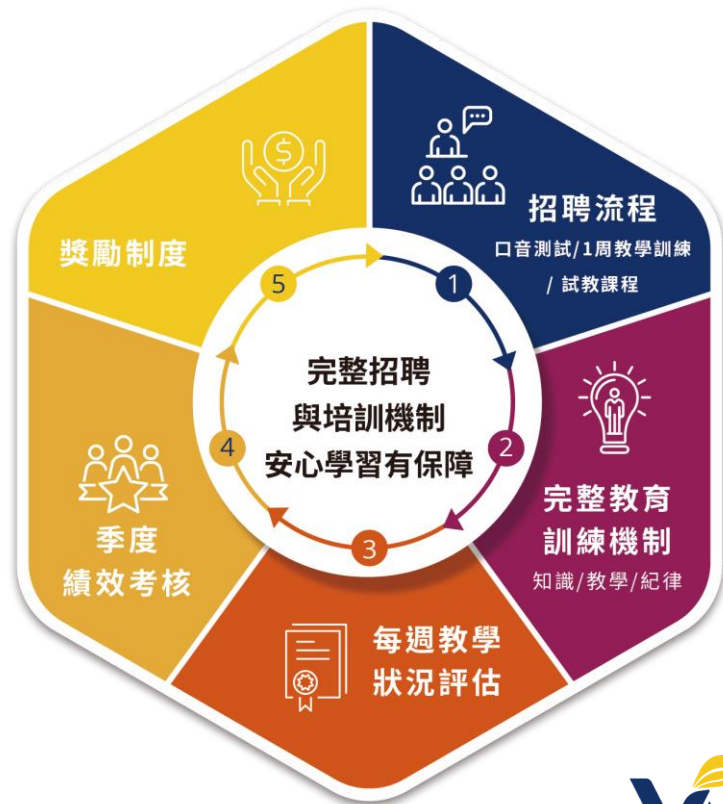 完整招聘
與培訓機制
安心學習有保障
1
招聘流程
口音測試/1周教學訓練
/ 試教課程
2
完整教育
訓練機制
知識/教學/紀律
3
每週教學
狀況評估
4
季度
績效考核
5
獎勵制度
$